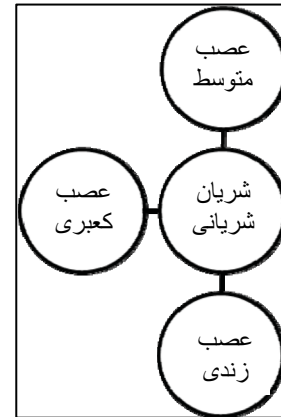 عصب
متوسط
شریان
شریانی
عصب
کعبری
عصب
زندی